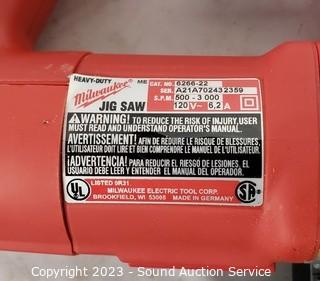 HEAVY-DUTY
Milwaukee
JIG SAW
ME CAT. NO 6266-22
SER. A21A702432359
S.P.M 500 - 3 000
120 V~ 6,2 A
WARNING! TO REDUCE THE RISK OF INJURY, USER
MUST READ AND UNDERSTAND OPERATOR'S MANUAL.
AVERTISSEMENT! AFIN DE RÉDUIRE LE RISQUE DE BLESSURES,
L'UTILISATEUR DOIT LIRE ET BIEN COMPRENDRE LE MANUEL DE L'UTILISATEUR.
¡ADVERTENCIA! PARA REDUCIR EL RIESGO DE LESIONES, EL
USUARIO DEBE LEER Y ENTENDER EL MANUAL DEL OPERADOR.
UL
LISTED 9R31
MILWAUKEE ELECTRIC TOOL CORP.
BROOKFIELD, WI 53005 MADE IN GERMANY
SA
Copyright © 2023 - Sound Auction Service